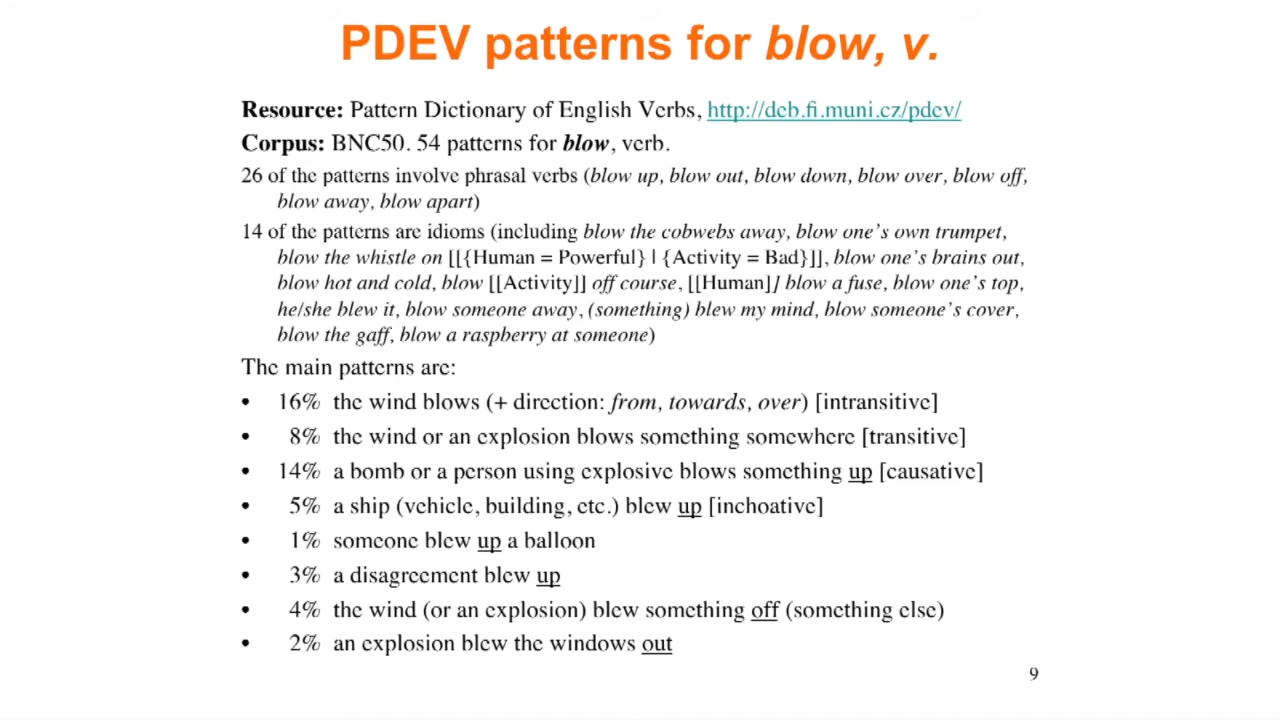 PDEV patterns for blow, v.
Resource: Pattern Dictionary of English Verbs, http://deb.fi.muni.cz/pdev/
Corpus: BNC50. 54 patterns for blow, verb.
26 of the patterns involve phrasal verbs (blow up, blow out, blow down, blow over, blow off,
blow away, blow apart)
14 of the patterns are idioms (including blow the cobwebs away, blow one's own trumpet,
blow the whistle on [[{Human = Powerful} | {Activity = Bad}]], blow one's brains out,
blow hot and cold, blow [[Activity]] off course, [[Human]] blow a fuse, blow one's top,
he/she blew it, blow someone away, (something) blew my mind, blow someone's cover,
blow the gaff, blow a raspberry at someone)
The main patterns are:
• 16% the wind blows (+ direction: from, towards, over) [intransitive]
• 8% the wind or an explosion blows something somewhere [transitive]
• 14% a bomb or a person using explosive blows something up [causative]
• 5% a ship (vehicle, building, etc.) blew up [inchoative]
• 1% someone blew up a balloon
• 3% a disagreement blew up
• 4% the wind (or an explosion) blew something off (something else)
• 2% an explosion blew the windows out
9